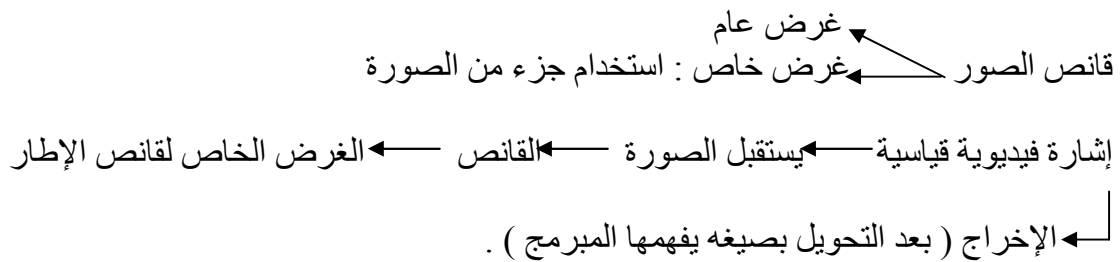 غرض عام
قانص الصور غرض خاص : استخدام جزء من الصورة
إشارة فيديوية قياسية يستقبل الصورة القانص الغرض الخاص لقانص الإطار
الإخراج ( بعد التحويل بصيغه يفهمها المبرمج ) .